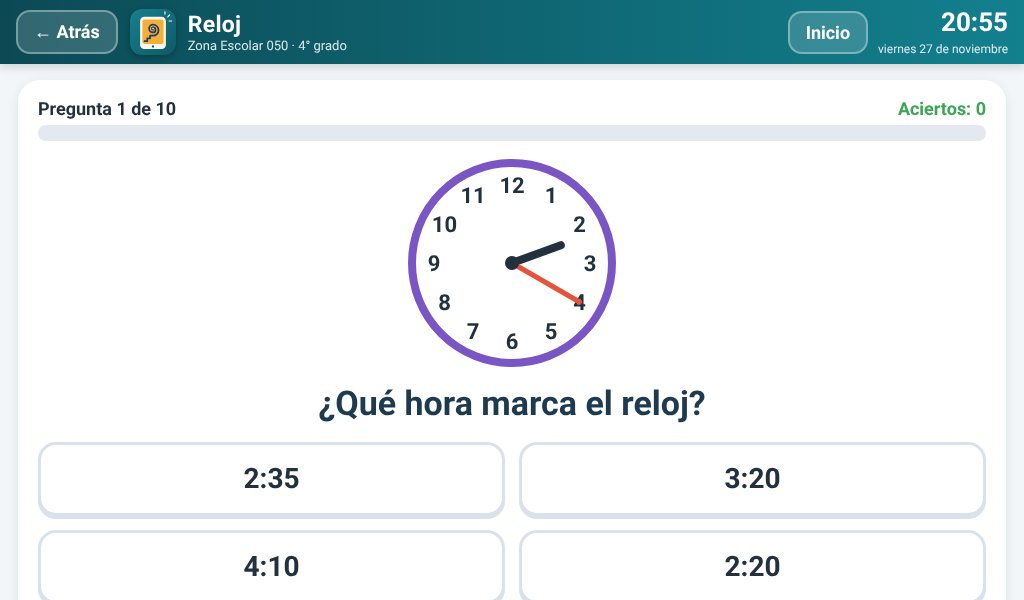 ← Atrás
Reloj
Zona Escolar 050 · 4° grado
Inicio
20:55
viernes 27 de noviembre
Pregunta 1 de 10
Aciertos: 0
12
11
1
10
2
9
3
8
4
7
5
6
¿Qué hora marca el reloj?
2:35
3:20
4:10
2:20